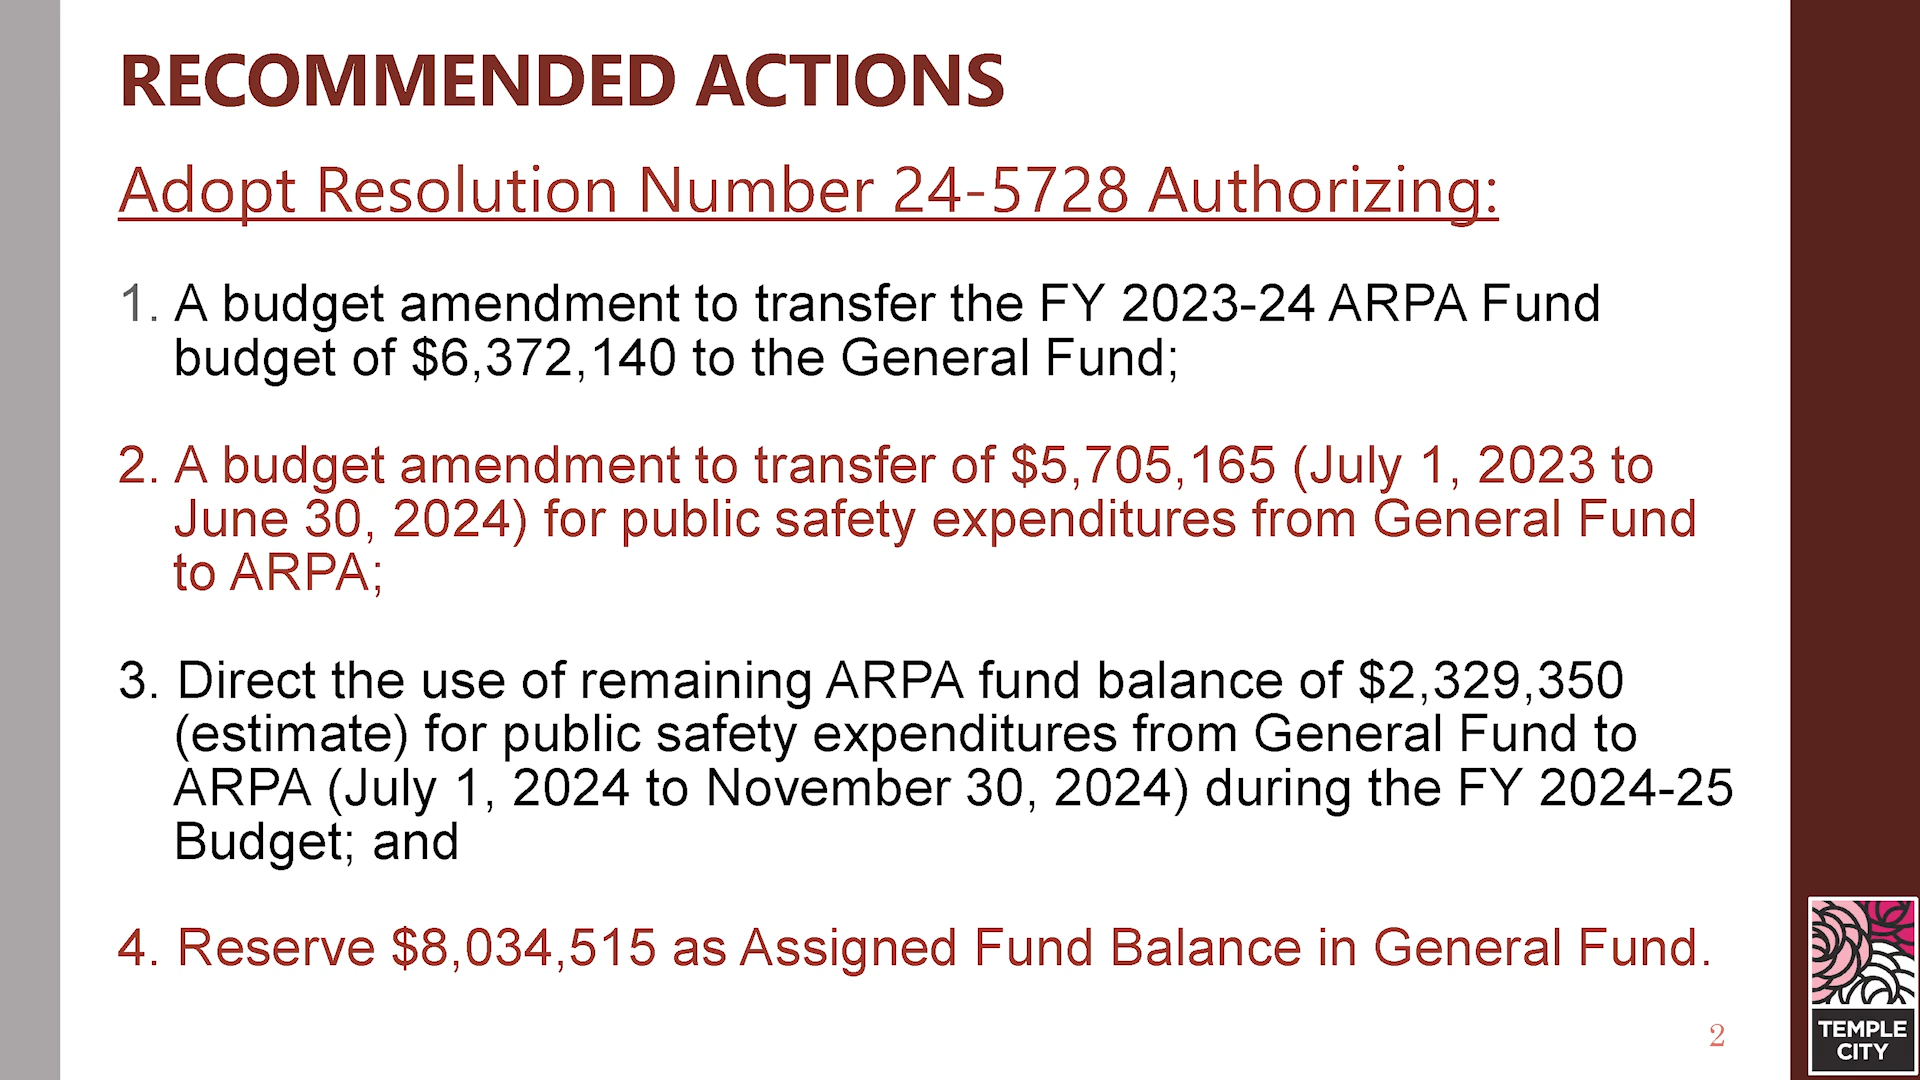 RECOMMENDED ACTIONS
Adopt Resolution Number 24-5728 Authorizing:
1. A budget amendment to transfer the FY 2023-24 ARPA Fund
budget of $6,372,140 to the General Fund;
2. A budget amendment to transfer of $5,705,165 (July 1, 2023 to
June 30, 2024) for public safety expenditures from General Fund
to ARPA;
3. Direct the use of remaining ARPA fund balance of $2,329,350
(estimate) for public safety expenditures from General Fund to
ARPA (July 1, 2024 to November 30, 2024) during the FY 2024-25
Budget; and
4. Reserve $8,034,515 as Assigned Fund Balance in General Fund.
2
TEMPLE
CITY